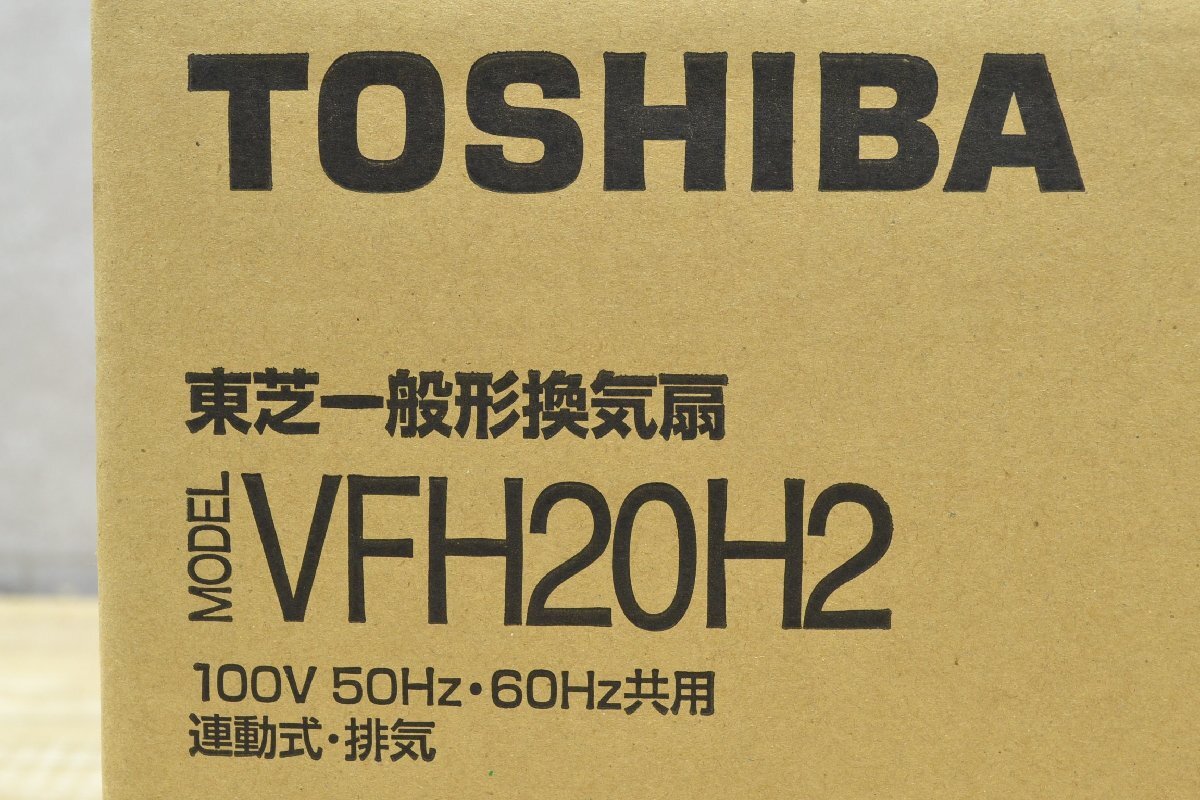 TOSHIBA
東芝一般形換気扇
MODEL VFH20H2
100V 50Hz・60Hz共用
連動式・排気